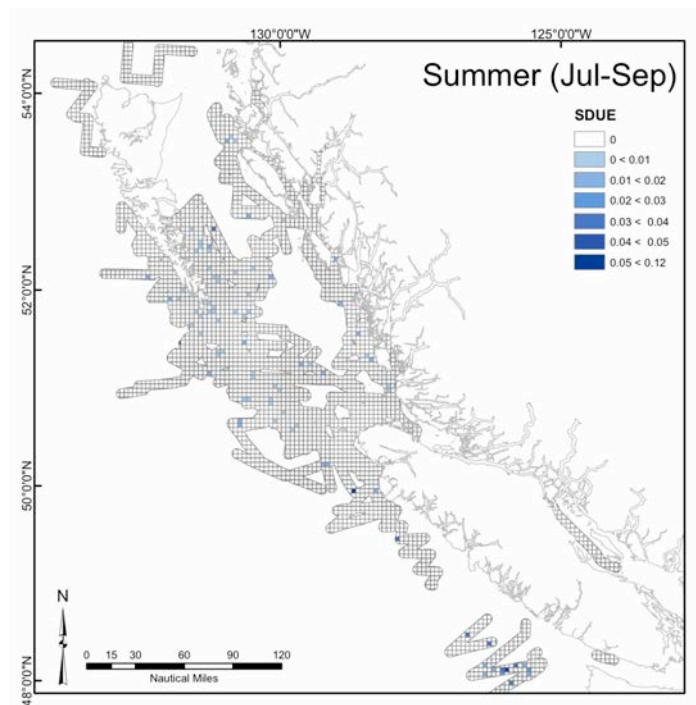 130°0'0"W
125°0'0"W
Summer (Jul-Sep)
54°0'0"N
SDUE
0
0 < 0.01
0.01 < 0.02
0.02 < 0.03
0.03 < 0.04
0.04 < 0.05
0.05 < 0.12
52°0'0"N
50°0'0"N
N
0 15 30 60 90 120
Nautical Miles
48°0'0"N